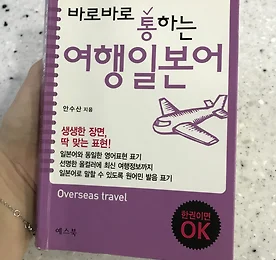 바로바로 통하는
여행일본어
안수산 지음
생생한 장면,
딱 맞는 표현!
일본어와 동일한 영어표현 표기
선명한 올컬러에 최신 여행정보까지
일본어로 말할 수 있도록 원어민 발음 표기
Overseas travel
한권이면
OK
예스북